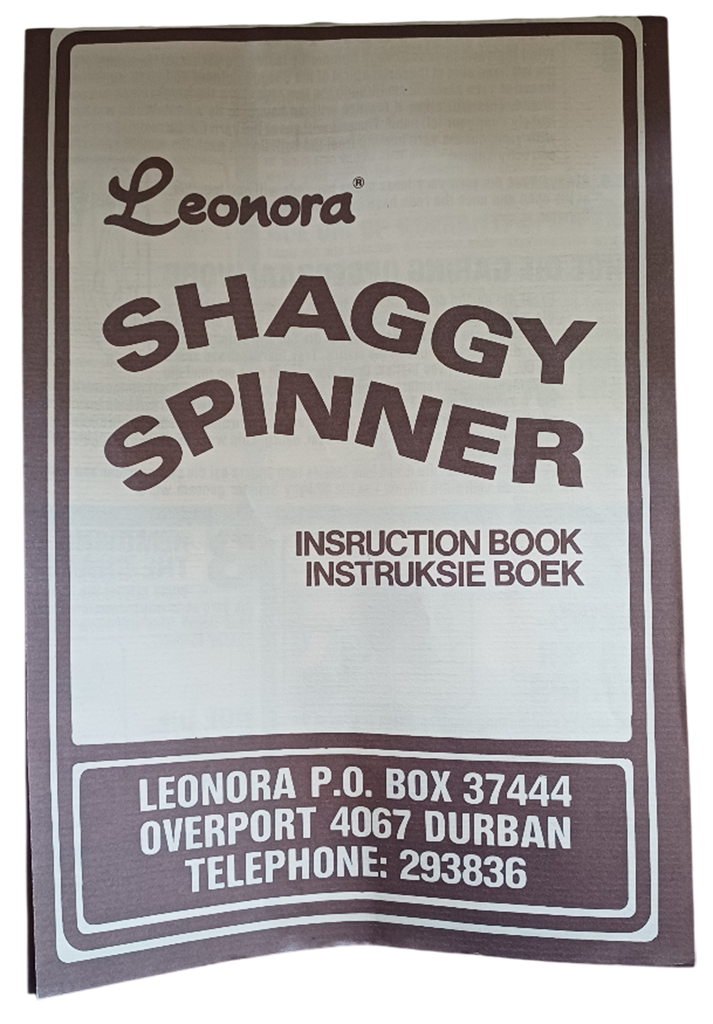 Leonora®
SHAGGY
SPINNER
INSRUCTION BOOK
INSTRUKSIE BOEK
LEONORA P.O. BOX 37444
OVERPORT 4067 DURBAN
TELEPHONE: 293836